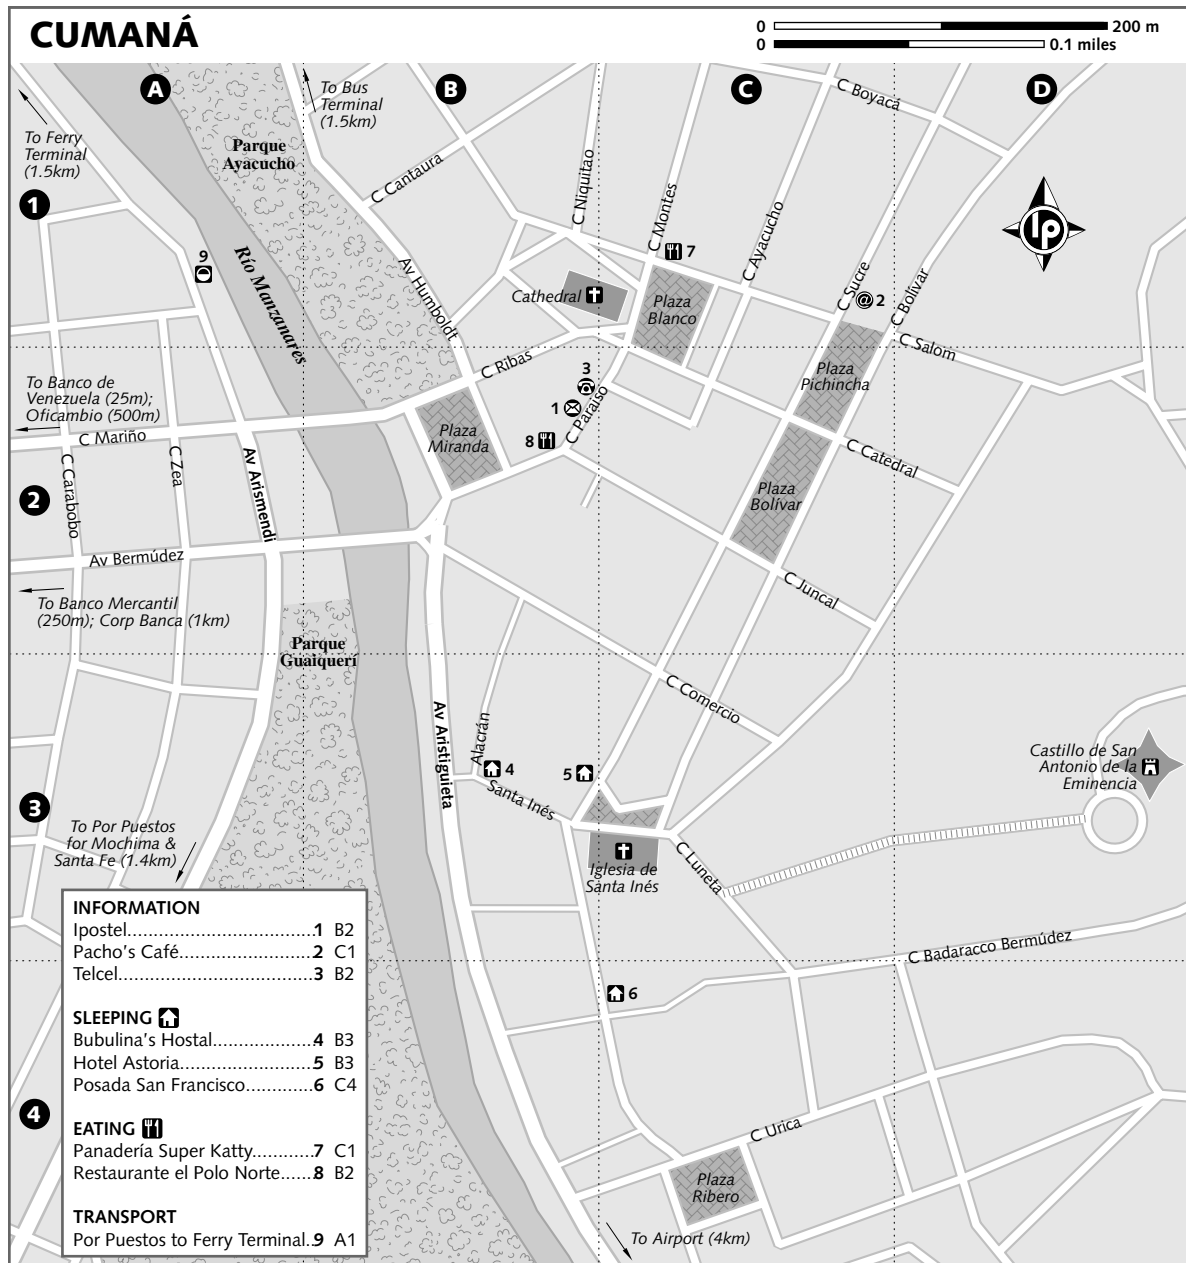 CUMANÁ
0 200 m
0 0.1 miles
A
B
C
D
1
2
3
4
To Ferry
Terminal
(1.5km)
To Bus
Terminal
(1.5km)
Parque
Ayacucho
C Cantaura
C Niquitao
C Montes
C Ayacucho
C Boyacá
C Sucre
C Bolívar
lp
9
Río Manzanares
Av Humboldt
Cathedral
7
Plaza
Blanco
2
C Salom
Plaza
Pichincha
C Ribas
3
1
8
C Paraíso
Plaza
Miranda
To Banco de
Venezuela (25m);
Oficambio (500m)
C Mariño
C Carabobo
C Zea
Av Arismendi
C Catedral
Plaza
Bolívar
Av Bermúdez
C Juncal
To Banco Mercantil
(250m); Corp Banca (1km)
Parque
Guaiquerí
C Comercio
Av Aristiguieta
Alacrán
4
5
Santa Inés
Castillo de San
Antonio de la
Eminencia
To Por Puestos
for Mochima &
Santa Fe (1.4km)
Iglesia de
Santa Inés
C Luneta
C Badaracco Bermúdez
6
C Urica
Plaza
Ribero
To Airport (4km)
INFORMATION
Ipostel..................................1 B2
Pacho's Café.........................2 C1
Telcel....................................3 B2
SLEEPING
Bubulina's Hostal...................4 B3
Hotel Astoria.........................5 B3
Posada San Francisco.............6 C4
EATING
Panadería Super Katty............7 C1
Restaurante el Polo Norte.......8 B2
TRANSPORT
Por Puestos to Ferry Terminal..9 A1